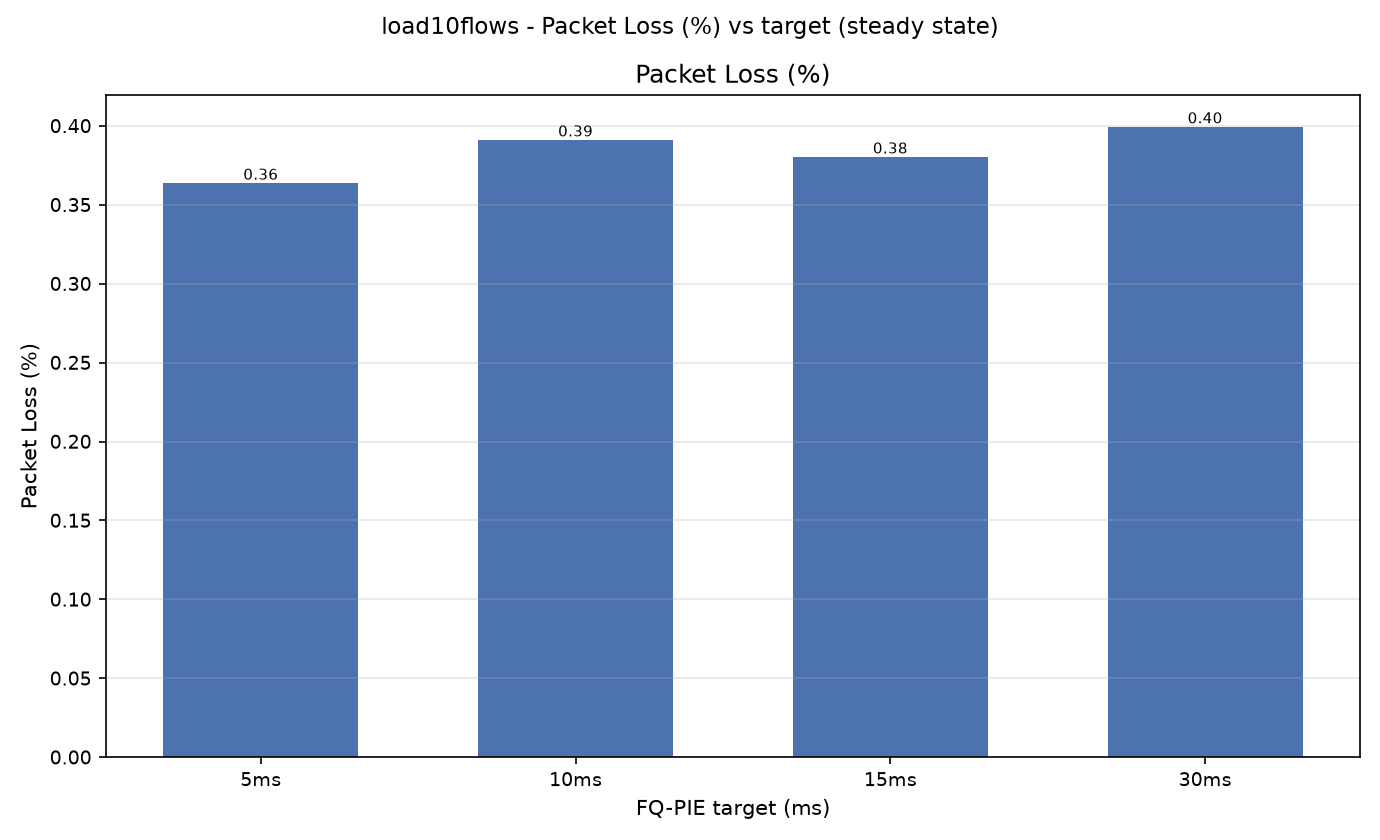 load10flows - Packet Loss (%) vs target (steady state)
Packet Loss (%)
0.40
0.35
0.30
0.25
0.20
0.15
0.10
0.05
0.00
Packet Loss (%)
0.36
0.39
0.38
0.40
5ms
10ms
15ms
30ms
FQ-PIE target (ms)